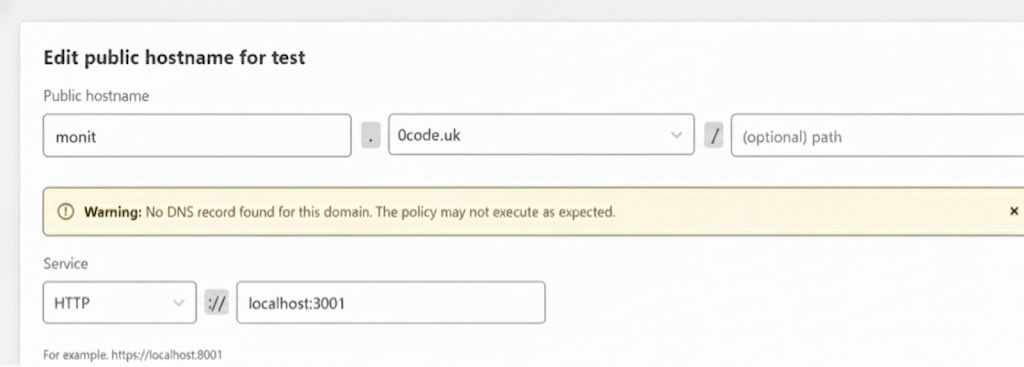 Edit public hostname for test
Public hostname
monit . 0code.uk / (optional) path
Warning: No DNS record found for this domain. The policy may not execute as expected. ×
Service
HTTP :// localhost:3001
For example: https://localhost:8001